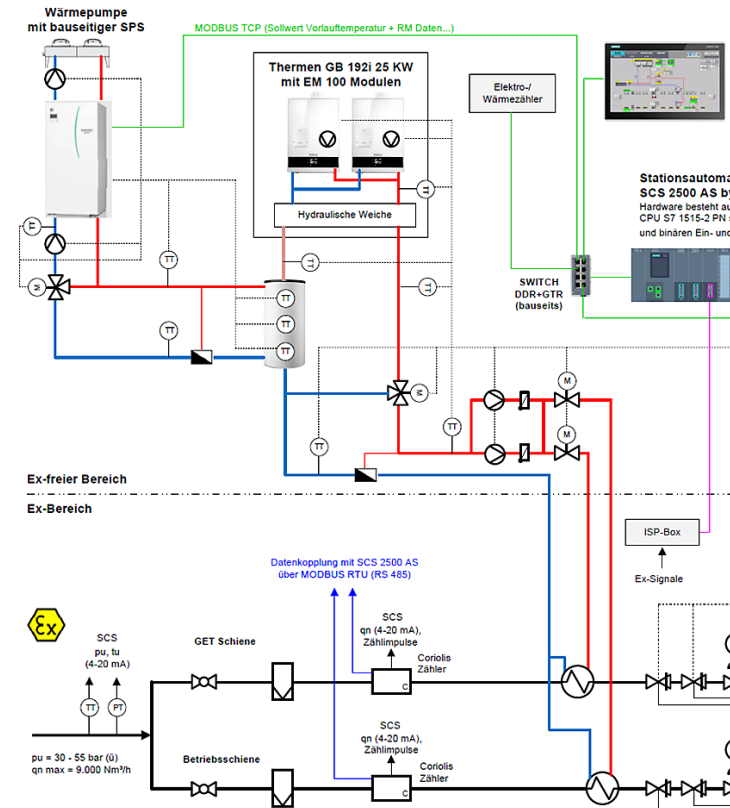 Wärmepumpe
mit bauseitiger SPS
MODBUS TCP (Sollwert Vorlauftemperatur + RM Daten...)
Thermen GB 192i 25 KW
mit EM 100 Modulen
Elektro-/
Wärmezähler
Stationsautoma
SCS 2500 AS by
Hardware besteht au
CPU S7 1515-2 PN
und binären Ein- und
TT
Hydraulische Weiche
TT
M
TT
TT
TT
TT
TT
TT
TT
SWITCH
DDR+GTR
(bauseits)
M
M
TT
TT
M
Ex-freier Bereich
Ex-Bereich
ISP-Box
Ex-Signale
Datenkopplung mit SCS 2500 AS
über MODBUS RTU (RS 485)
Ex
SCS
pu, tu
(4-20 mA)
GET Schiene
SCS
qn (4-20 mA),
Zählimpulse
Coriolis
Zähler
C
TT
PT
pu = 30 - 55 bar (ü)
qn max = 9.000 Nm³/h
Betriebsschiene
SCS
qn (4-20 mA),
Zählimpulse
Coriolis
Zähler
C